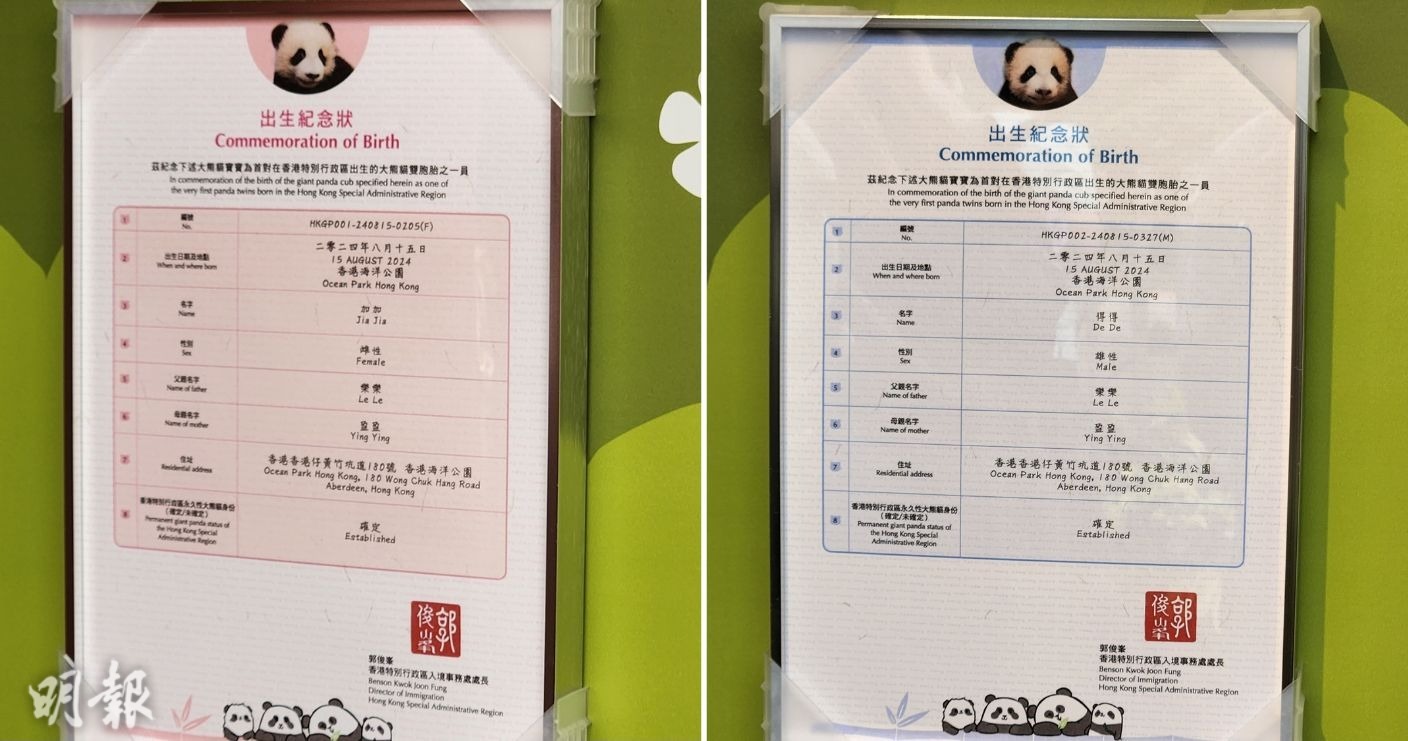 出生紀念狀
Commemoration of Birth
茲紀念下述大熊貓寶寶為首對在香港特別行政區出生的大熊貓雙胞胎之一員
In commemoration of the birth of the giant panda cub specified herein as one of
the very first panda twins born in the Hong Kong Special Administrative Region
1
編號
No.
HKGP001-240815-0205(F)
2
出生日期及地點
When and where born
二零二四年八月十五日
15 AUGUST 2024
香港海洋公園
Ocean Park Hong Kong
3
名字
Name
加加
Jia Jia
4
性別
Sex
雌性
Female
5
父親名字
Name of father
樂樂
Le Le
6
母親名字
Name of mother
盈盈
Ying Ying
7
住址
Residential address
香港香港仔黃竹坑道180號 香港海洋公園
Ocean Park Hong Kong, 180 Wong Chuk Hang Road
Aberdeen, Hong Kong
8
香港特別行政區永久性大熊貓身份
(確定/未確定)
Permanent giant panda status of
the Hong Kong Special
Administrative Region
確定
Established
郭俊峯
郭俊峯
香港特別行政區入境事務處處長
Benson Kwok Joon Fung
Director of Immigration
Hong Kong Special Administrative Region
明報
出生紀念狀
Commemoration of Birth
茲紀念下述大熊貓寶寶為首對在香港特別行政區出生的大熊貓雙胞胎之一員
In commemoration of the birth of the giant panda cub specified herein as one of
the very first panda twins born in the Hong Kong Special Administrative Region
1
編號
No.
HKGP002-240815-0327(M)
2
出生日期及地點
When and where born
二零二四年八月十五日
15 AUGUST 2024
香港海洋公園
Ocean Park Hong Kong
3
名字
Name
得得
De De
4
性別
Sex
雄性
Male
5
父親名字
Name of father
樂樂
Le Le
6
母親名字
Name of mother
盈盈
Ying Ying
7
住址
Residential address
香港香港仔黃竹坑道180號 香港海洋公園
Ocean Park Hong Kong, 180 Wong Chuk Hang Road
Aberdeen, Hong Kong
8
香港特別行政區永久性大熊貓身份
(確定/未確定)
Permanent giant panda status of
the Hong Kong Special
Administrative Region
確定
Established
郭俊峯
郭俊峯
香港特別行政區入境事務處處長
Benson Kwok Joon Fung
Director of Immigration
Hong Kong Special Administrative Region